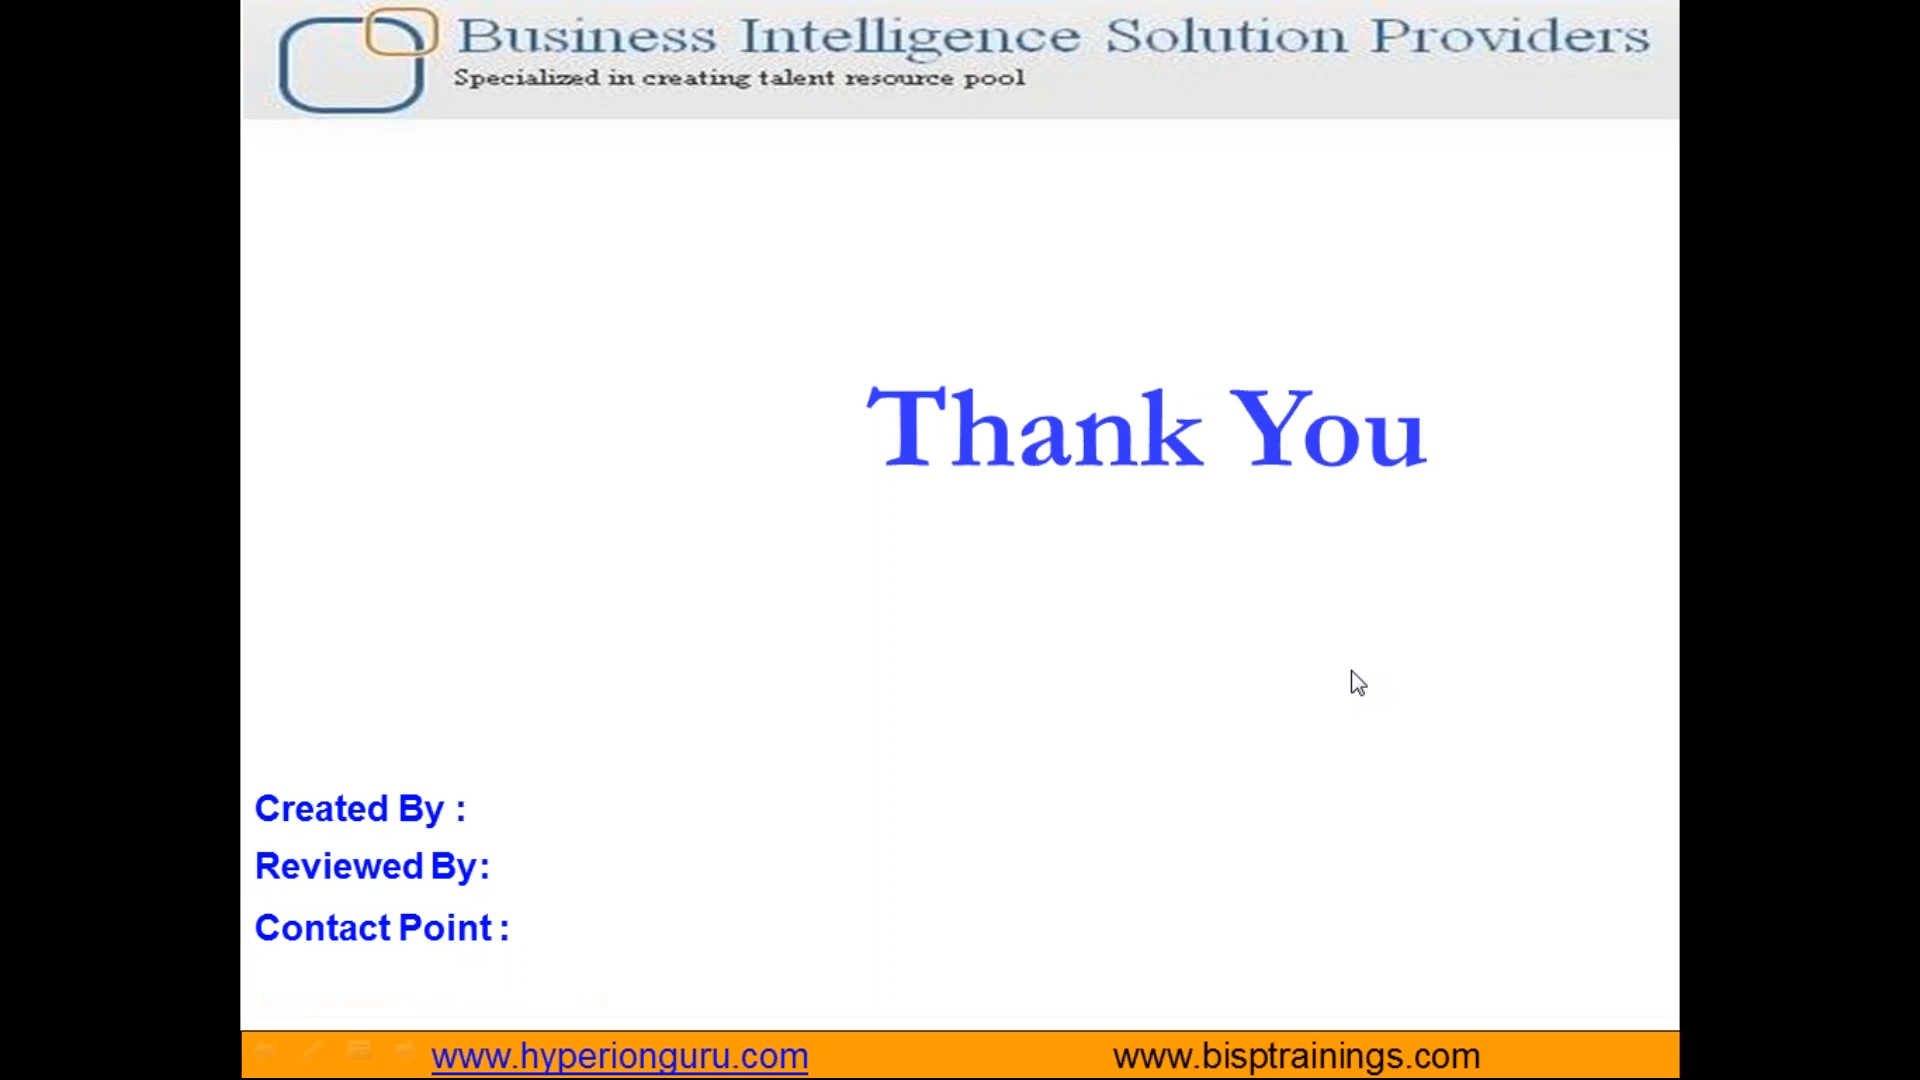 Business Intelligence Solution Providers
Specialized in creating talent resource pool
Thank You
Created By :
Reviewed By:
Contact Point :
www.hyperionguru.com
www.bisptrainings.com